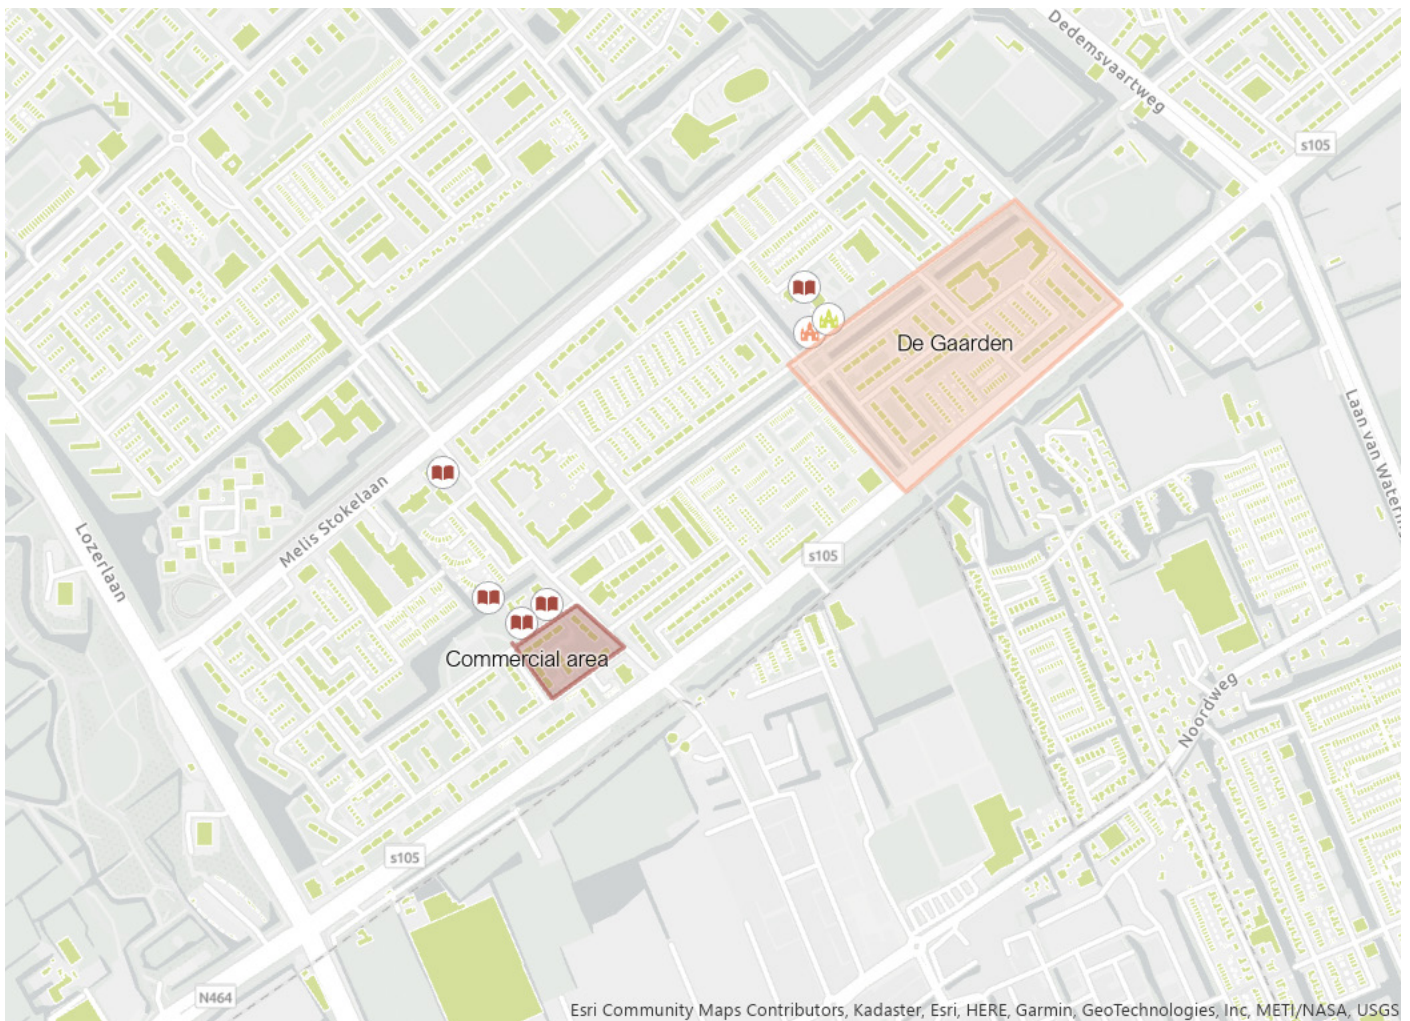 Dedemsvaartweg
s105
De Gaarden
Laan van Watering
Melis Stokelaan
Lozerlaan
s105
Commercial area
Noordweg
s105
N464
Esri Community Maps Contributors, Kadaster, Esri, HERE, Garmin, GeoTechnologies, Inc, METI/NASA, USGS